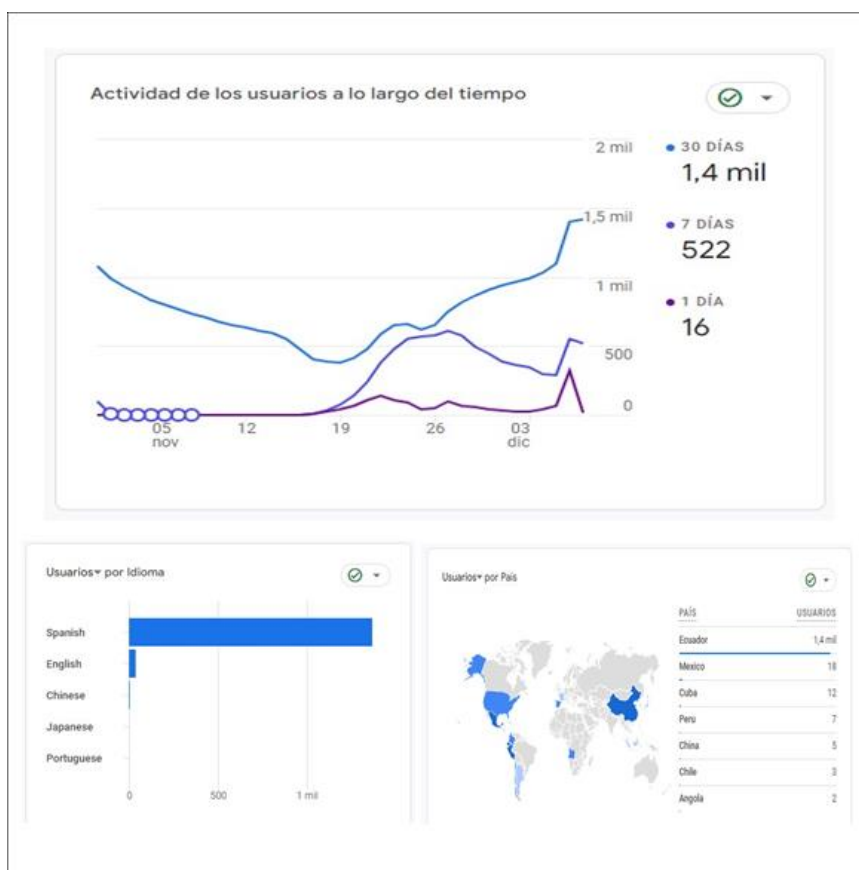 Actividad de los usuarios a lo largo del tiempo
2 mil
1,5 mil
1 mil
500
0
05
nov
12
19
26
03
dic
30 DÍAS
1,4 mil
7 DÍAS
522
1 DÍA
16
Usuarios por Idioma
Spanish
English
Chinese
Japanese
Portuguese
0
500
1 mil
Usuarios por País
PAÍS USUARIOS
Ecuador 1,4 mil
Mexico 18
Cuba 12
Peru 7
China 5
Chile 3
Angola 2